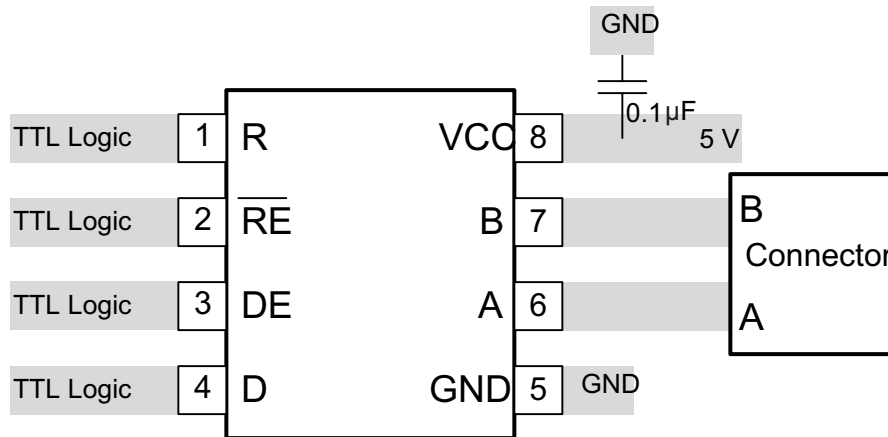 GND
0.1µF
TTL Logic 1 R VCC 8 5 V
TTL Logic 2 RE B 7 B
Connector
TTL Logic 3 DE A 6 A
TTL Logic 4 D GND 5 GND